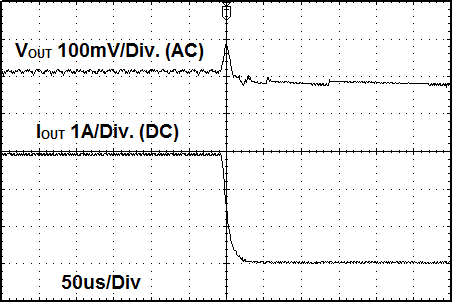 VOUT 100mV/Div. (AC)
IOUT 1A/Div. (DC)
50us/Div